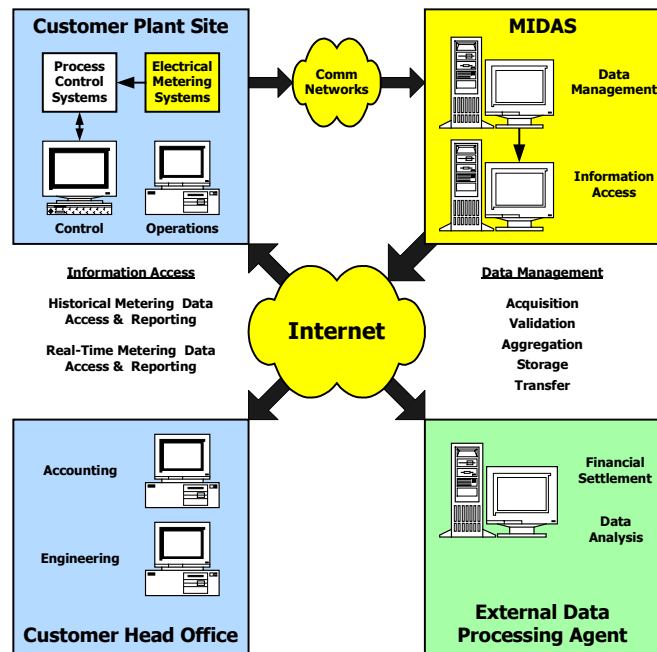 Customer Plant Site
Process
Control
Systems
Electrical
Metering
Systems
Control
Operations
Comm
Networks
MIDAS
Data
Management
Information
Access
Information Access
Historical Metering Data
Access & Reporting
Real-Time Metering Data
Access & Reporting
Internet
Data Management
Acquisition
Validation
Aggregation
Storage
Transfer
Accounting
Engineering
Customer Head Office
Financial
Settlement
Data
Analysis
External Data
Processing Agent